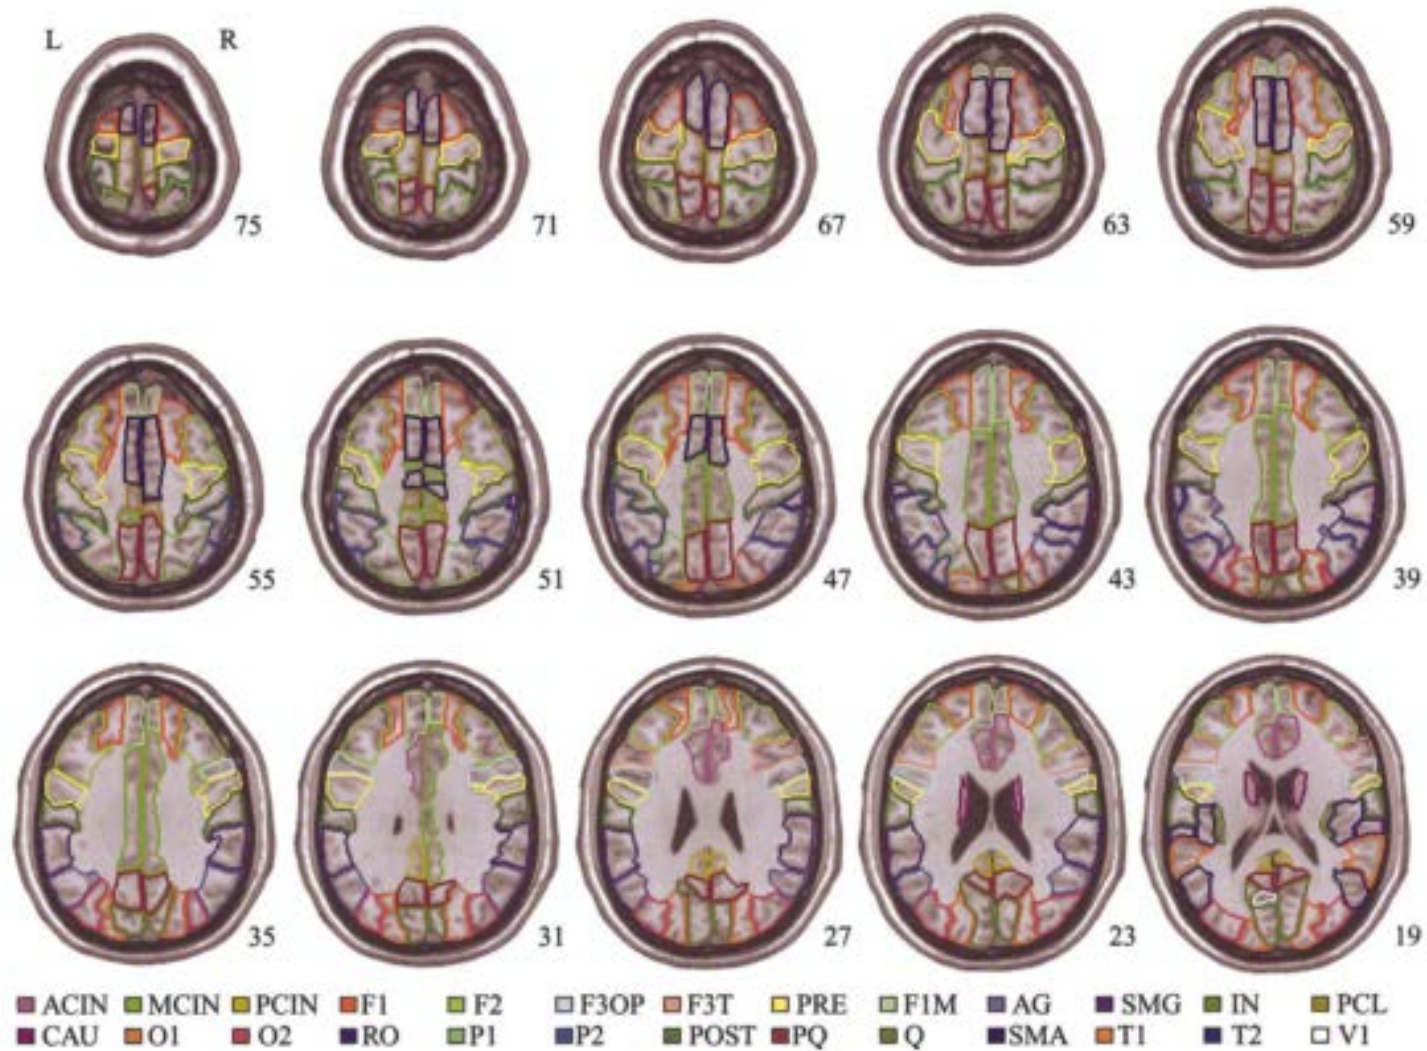 L R
75 71 67 63 59
55 51 47 43 39
35 31 27 23 19
ACIN MCIN PCIN F1 F2 F3OP F3T PRE F1M AG SMG IN PCL
CAU O1 O2 RO P1 P2 POST PQ Q SMA T1 T2 V1